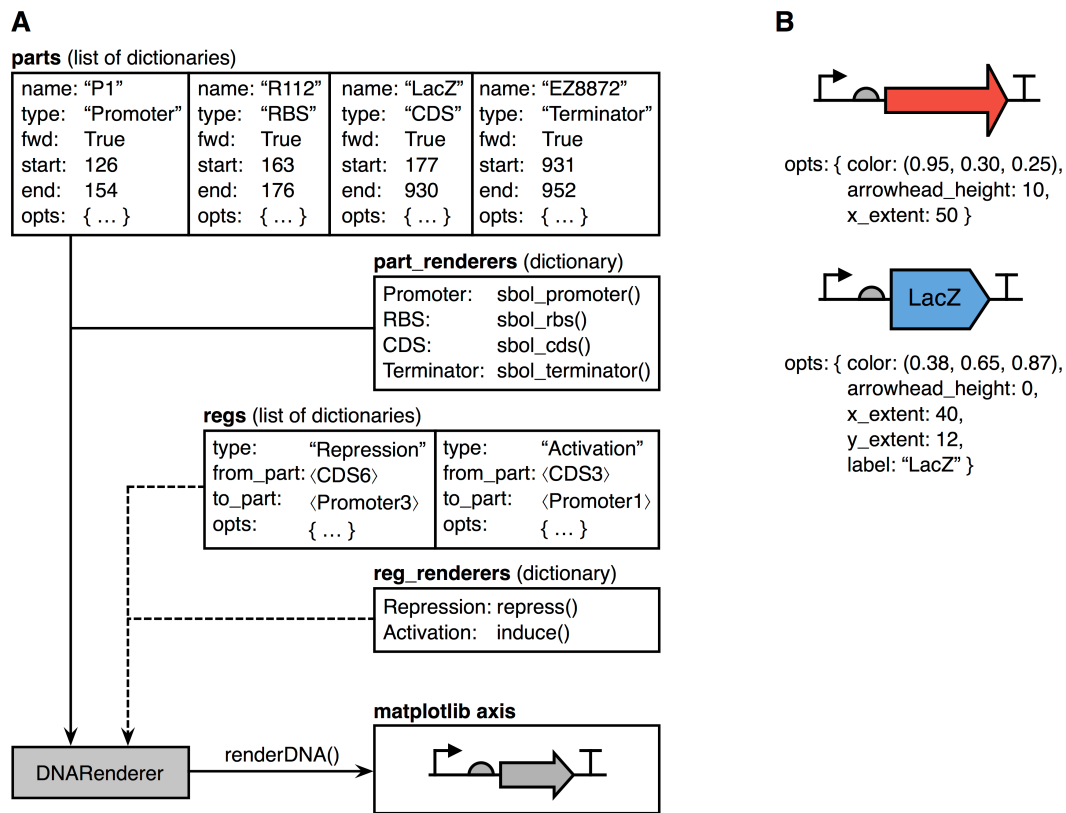 A
parts (list of dictionaries)
name: “P1”
type: “Promoter”
fwd: True
start: 126
end: 154
opts: { ... }
name: “R112”
type: “RBS”
fwd: True
start: 163
end: 176
opts: { ... }
name: “LacZ”
type: “CDS”
fwd: True
start: 177
end: 930
opts: { ... }
name: “EZ8872”
type: “Terminator”
fwd: True
start: 931
end: 952
opts: { ... }
part_renderers (dictionary)
Promoter: sbol_promoter()
RBS: sbol_rbs()
CDS: sbol_cds()
Terminator: sbol_terminator()
regs (list of dictionaries)
type: “Repression”
from_part: 〈CDS6〉
to_part: 〈Promoter3〉
opts: { ... }
type: “Activation”
from_part: 〈CDS3〉
to_part: 〈Promoter1〉
opts: { ... }
reg_renderers (dictionary)
Repression: repress()
Activation: induce()
DNARenderer
renderDNA()
matplotlib axis
B
opts: { color: (0.95, 0.30, 0.25),
arrowhead_height: 10,
x_extent: 50 }
LacZ
opts: { color: (0.38, 0.65, 0.87),
arrowhead_height: 0,
x_extent: 40,
y_extent: 12,
label: “LacZ” }